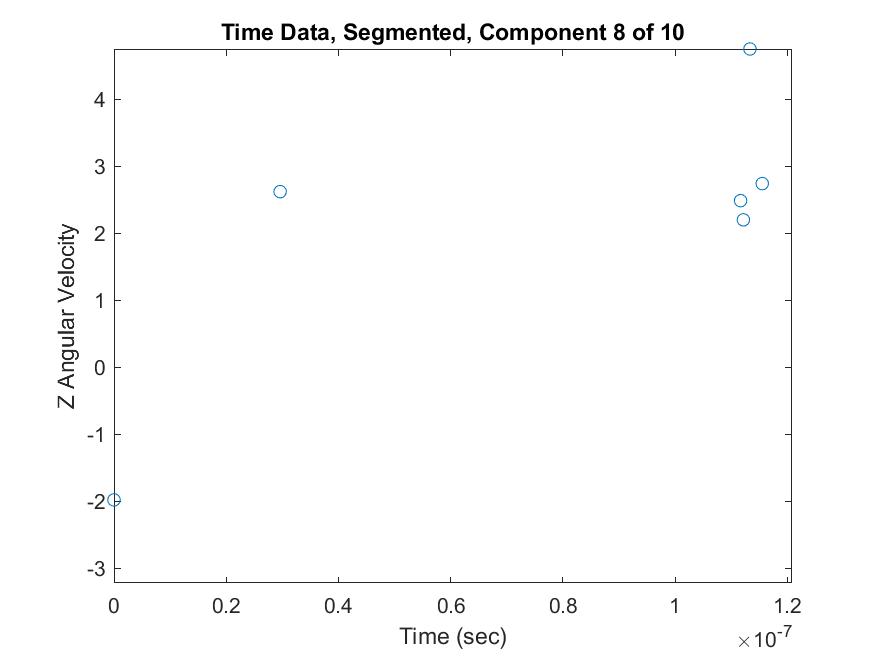 Time Data, Segmented, Component 8 of 10
4
3
2
1
0
-1
-2
-3
Z Angular Velocity
0 0.2 0.4 0.6 0.8 1 1.2
Time (sec)
×10-7